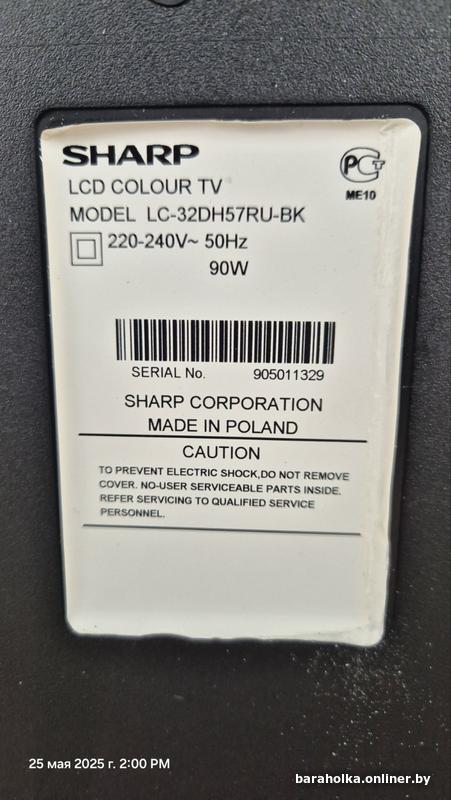 SHARP
LCD COLOUR TV
MODEL LC-32DH57RU-BK
220-240V~ 50Hz
90W
РСТ
ME10
SERIAL No. 905011329
SHARP CORPORATION
MADE IN POLAND
CAUTION
TO PREVENT ELECTRIC SHOCK,DO NOT REMOVE
COVER. NO-USER SERVICEABLE PARTS INSIDE.
REFER SERVICING TO QUALIFIED SERVICE
PERSONNEL.
25 мая 2025 г. 2:00 PM
baraholka.onliner.by